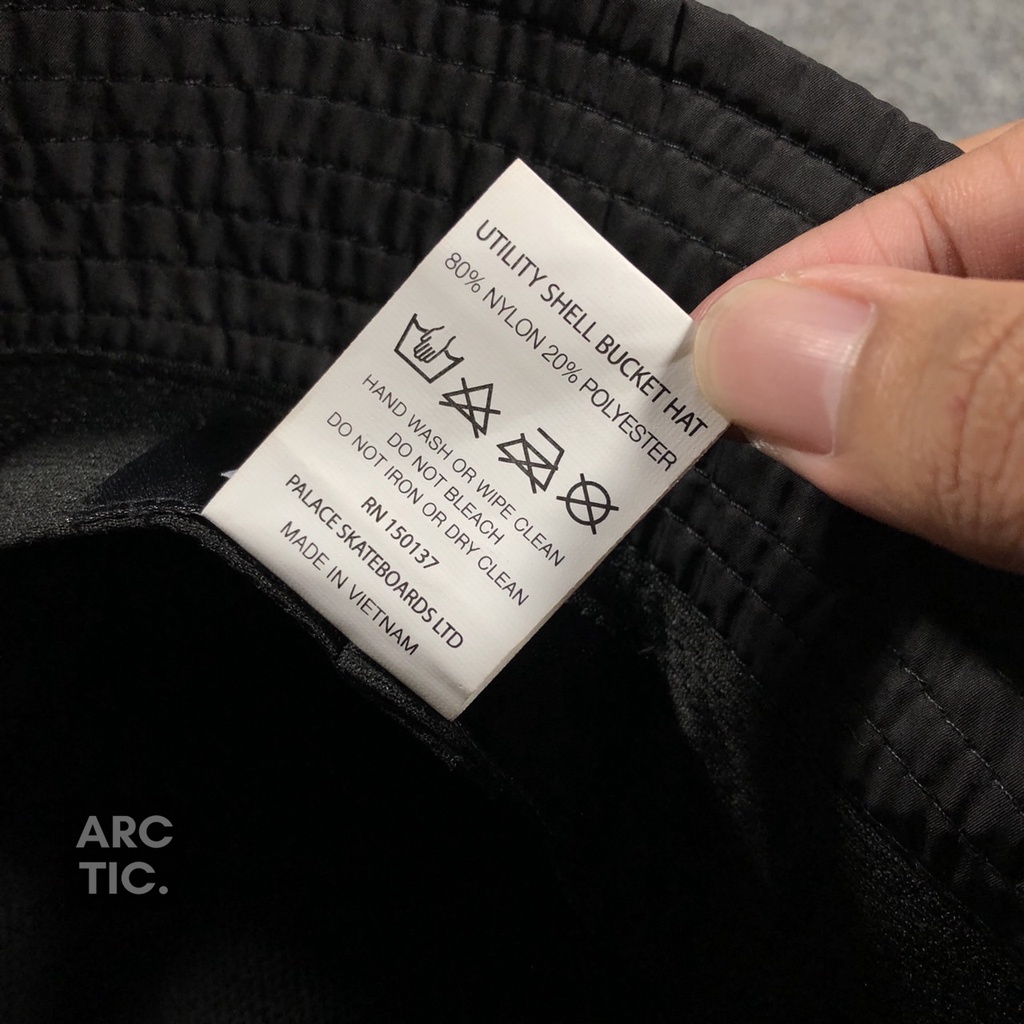 UTILITY SHELL BUCKET HAT
80% NYLON 20% POLYESTER
HAND WASH OR WIPE CLEAN
DO NOT BLEACH
DO NOT IRON OR DRY CLEAN
RN 150137
PALACE SKATEBOARDS LTD
MADE IN VIETNAM
ARC
TIC.